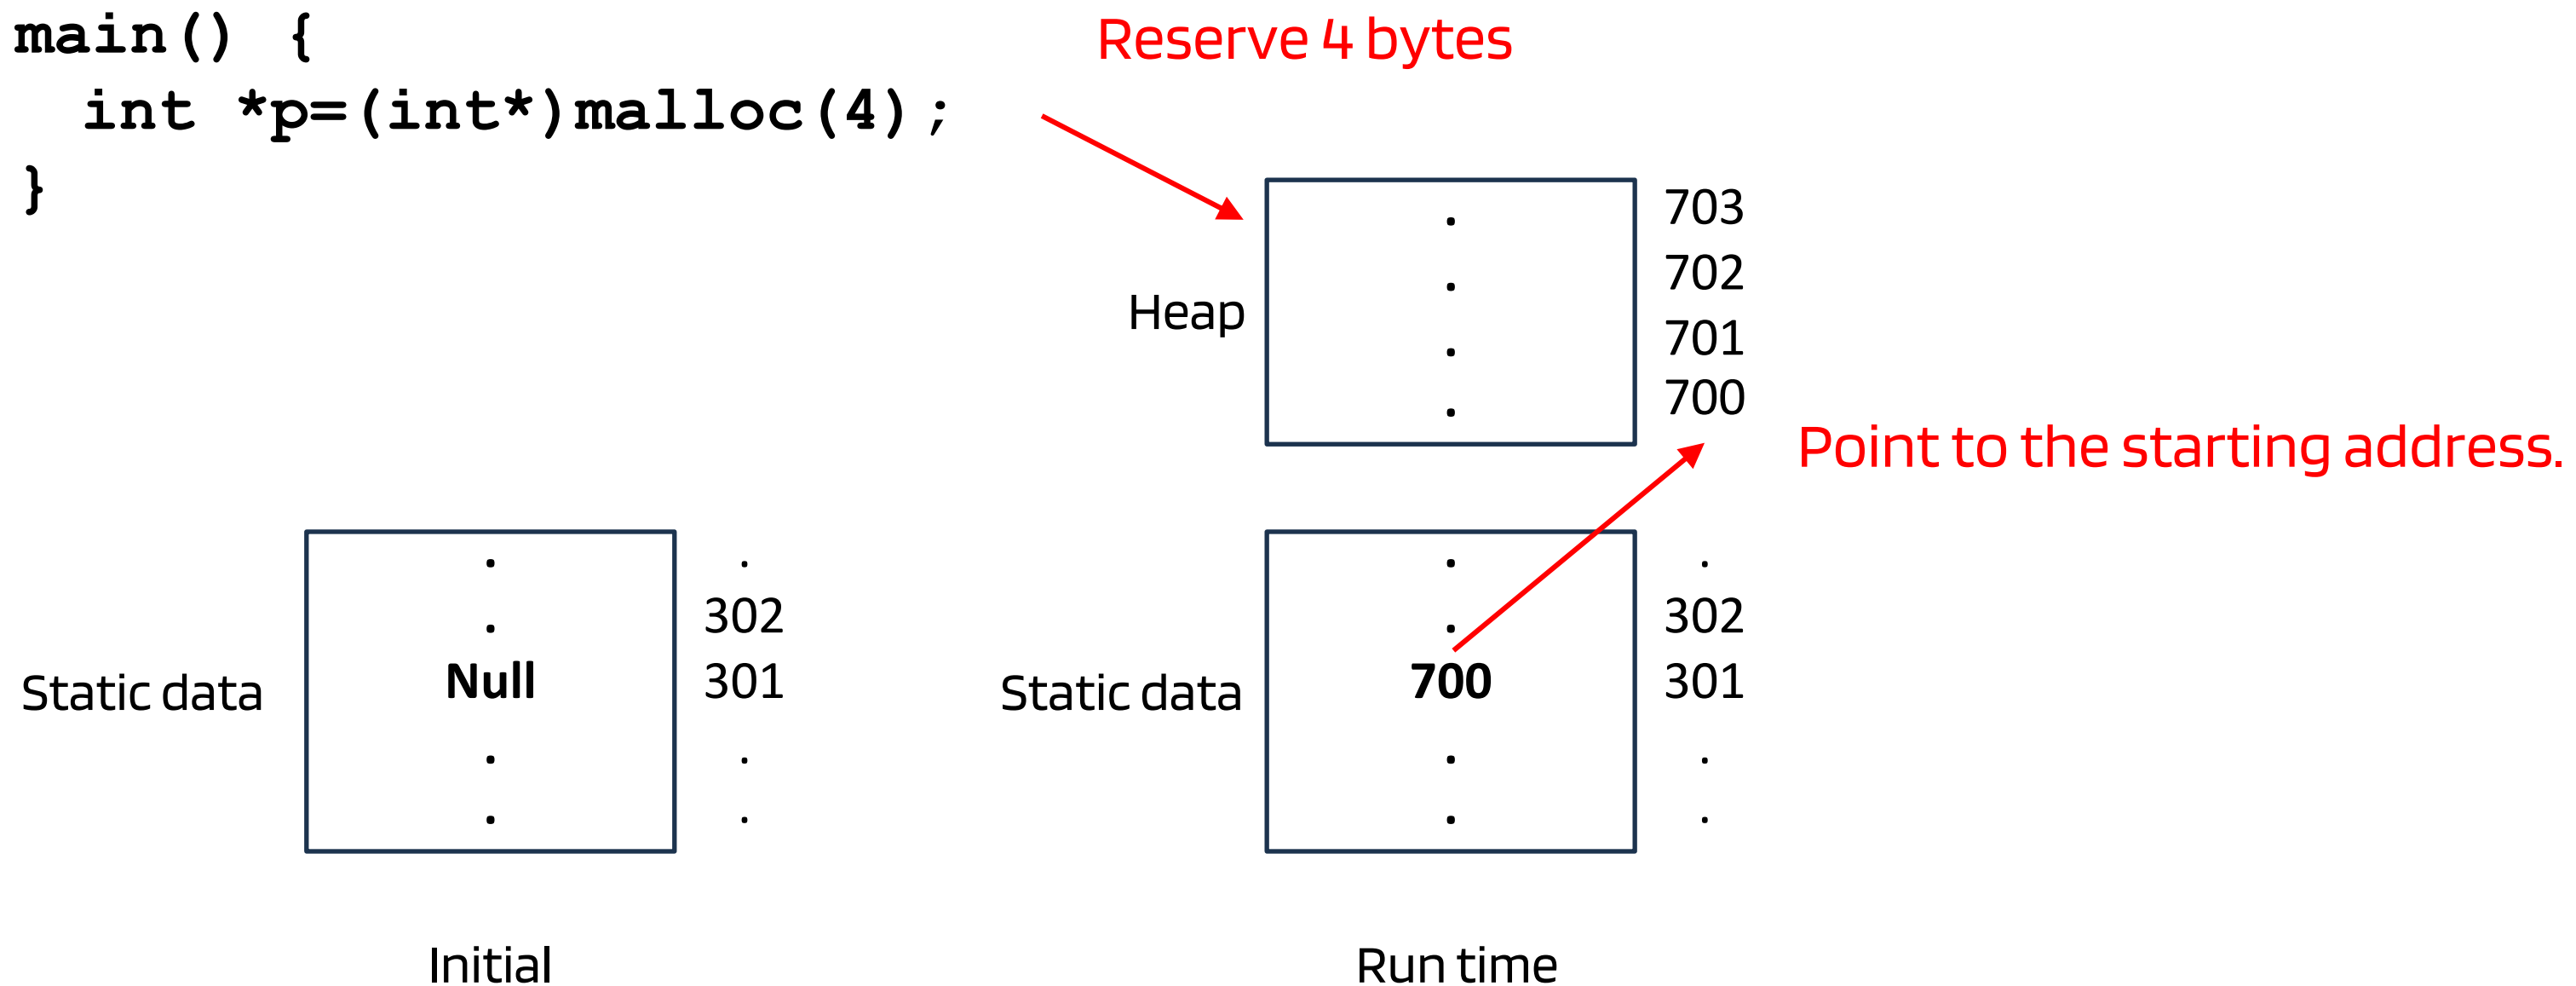 main() {
  int *p=(int*)malloc(4);
}
Reserve 4 bytes
Heap
703
702
701
700
Point to the starting address.
Static data
Null
302
301
Initial
Static data
700
302
301
Run time